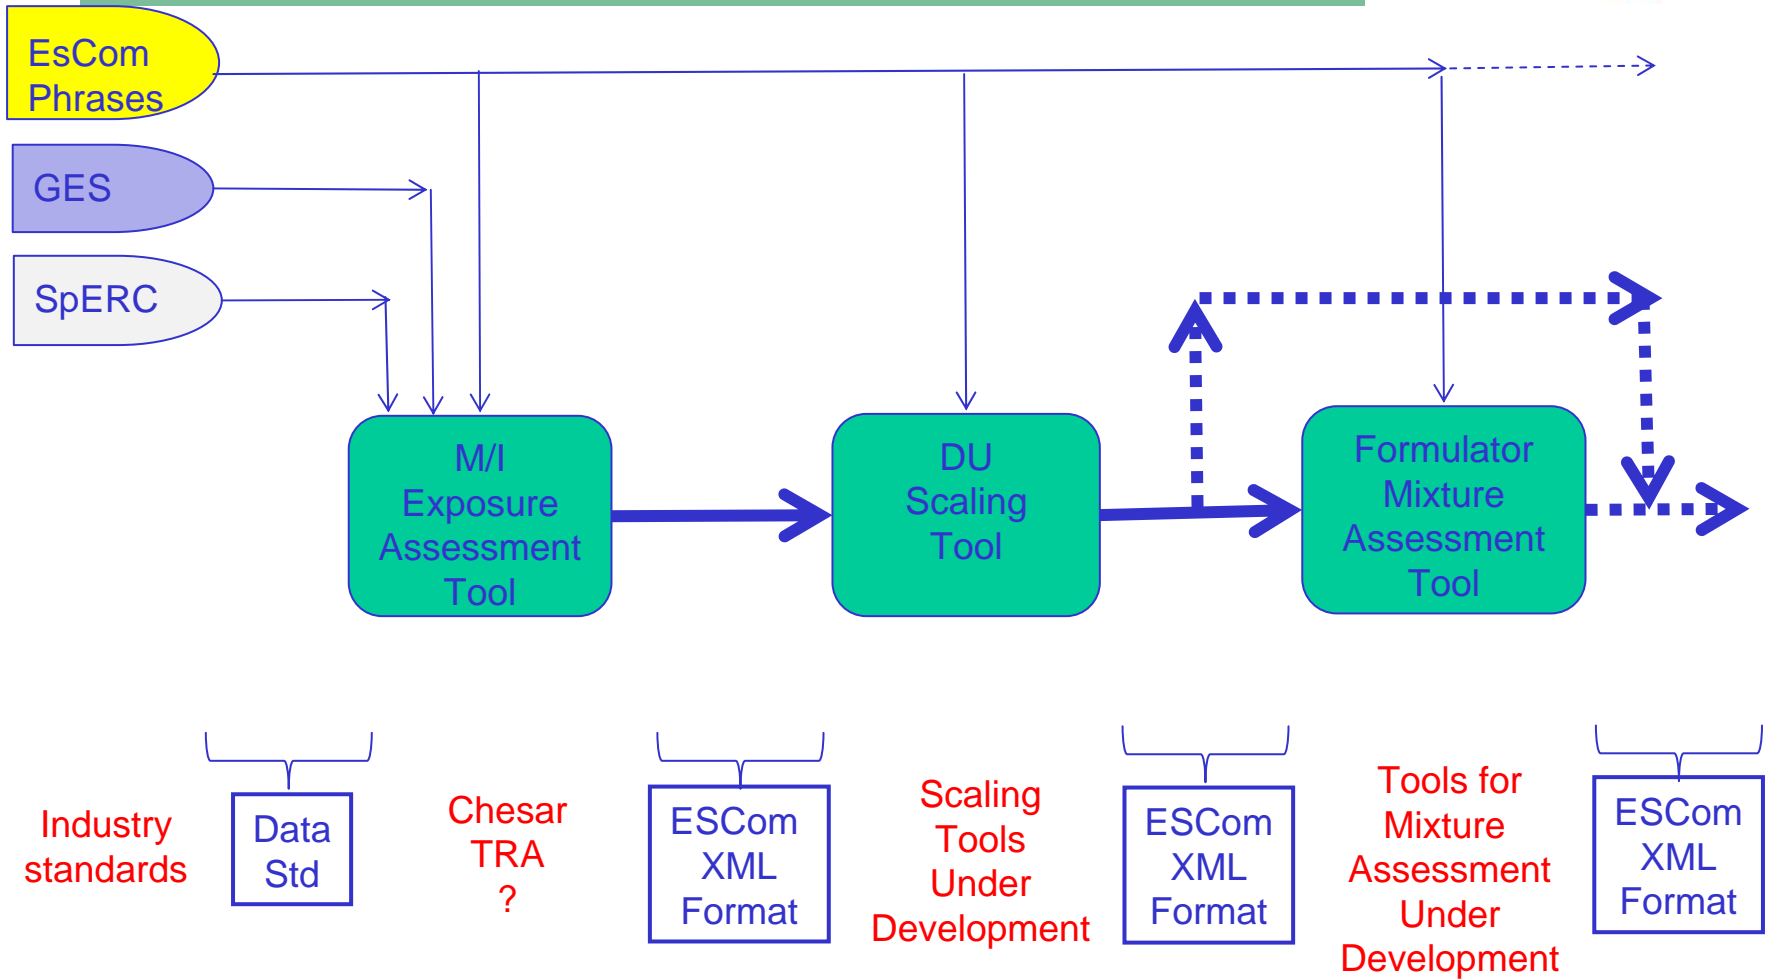 EsCom
Phrases
GES
SpERC
M/I
Exposure
Assessment
Tool
DU
Scaling
Tool
Formulator
Mixture
Assessment
Tool
Industry
standards
Data
Std
Chesar
TRA
?
ESCom
XML
Format
Scaling
Tools
Under
Development
ESCom
XML
Format
Tools for
Mixture
Assessment
Under
Development
ESCom
XML
Format